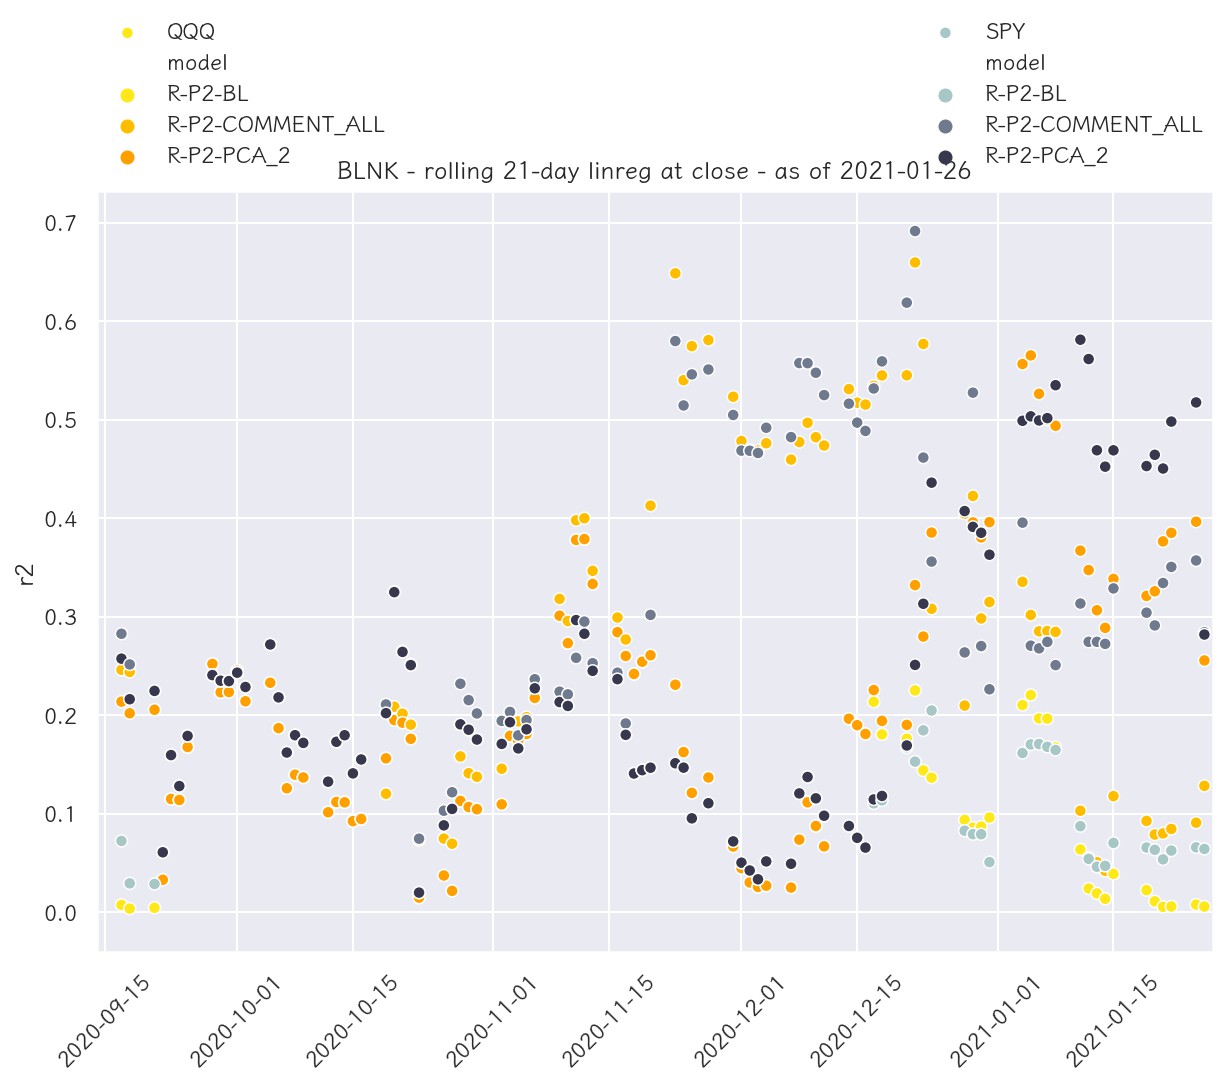 QQQ
model
R-P2-BL
R-P2-COMMENT_ALL
R-P2-PCA_2
SPY
model
R-P2-BL
R-P2-COMMENT_ALL
R-P2-PCA_2
BLNK - rolling 21-day linreg at close - as of 2021-01-26
r2
0.7
0.6
0.5
0.4
0.3
0.2
0.1
0.0
2020-09-15
2020-10-01
2020-10-15
2020-11-01
2020-11-15
2020-12-01
2020-12-15
2021-01-01
2021-01-15